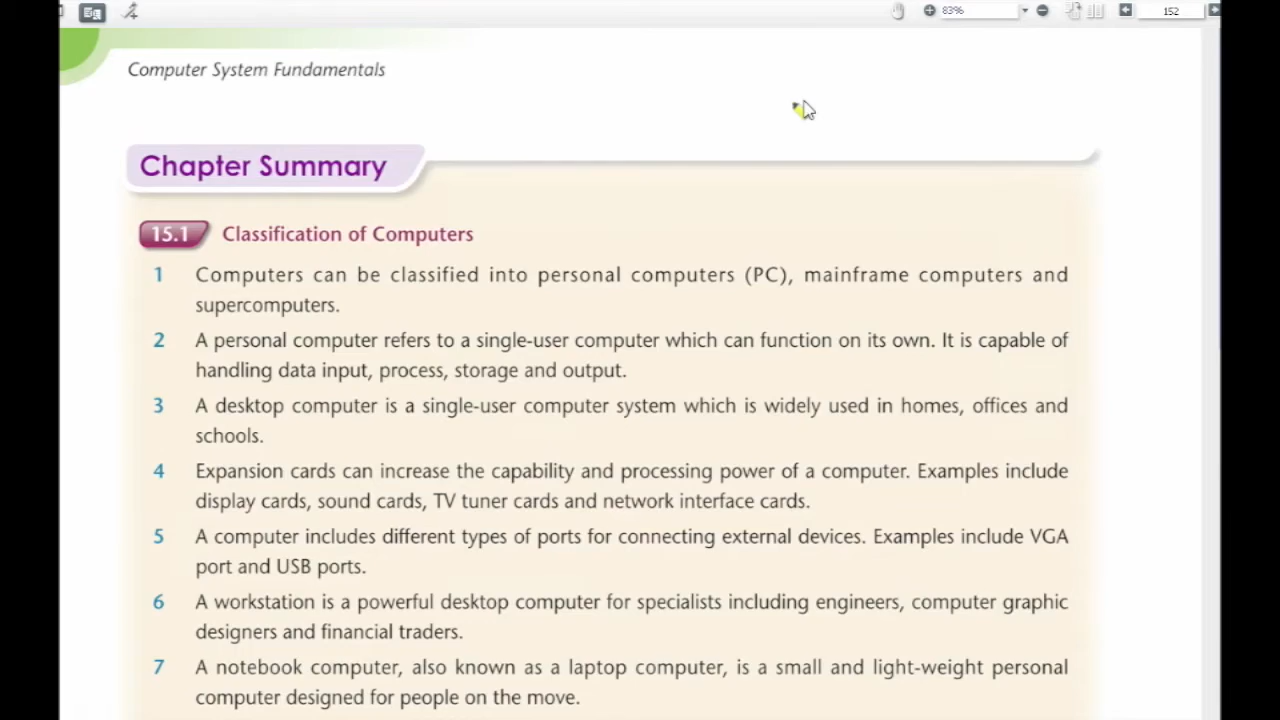 83%
152
Computer System Fundamentals
Chapter Summary
15.1 Classification of Computers
1 Computers can be classified into personal computers (PC), mainframe computers and
supercomputers.
2 A personal computer refers to a single-user computer which can function on its own. It is capable of
handling data input, process, storage and output.
3 A desktop computer is a single-user computer system which is widely used in homes, offices and
schools.
4 Expansion cards can increase the capability and processing power of a computer. Examples include
display cards, sound cards, TV tuner cards and network interface cards.
5 A computer includes different types of ports for connecting external devices. Examples include VGA
port and USB ports.
6 A workstation is a powerful desktop computer for specialists including engineers, computer graphic
designers and financial traders.
7 A notebook computer, also known as a laptop computer, is a small and light-weight personal
computer designed for people on the move.